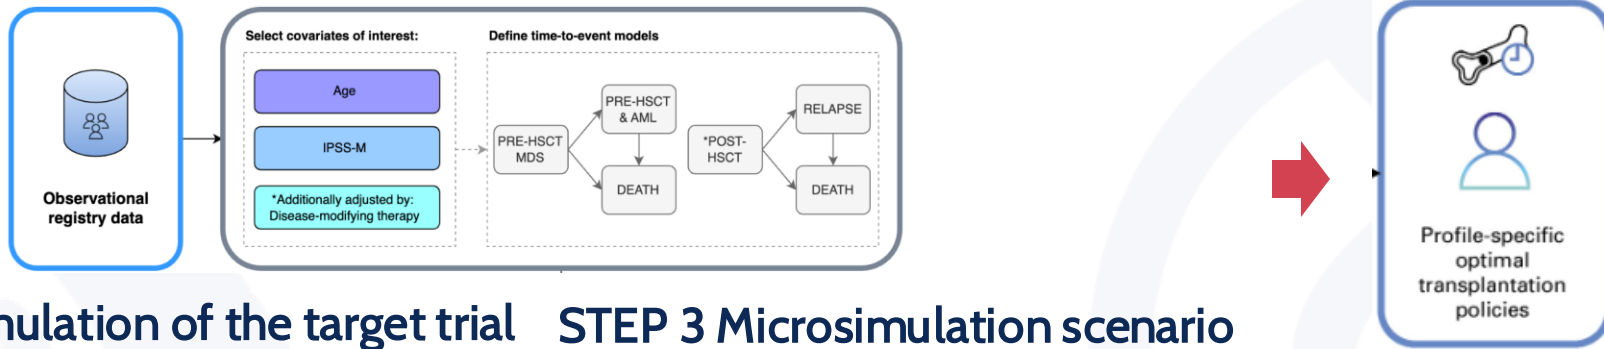 Select covariates of interest:
Define time-to-event models
Age
IPSS-M
*Additionally adjusted by:
Disease-modifying therapy
PRE-HSCT
MDS
PRE-HSCT
& AML
DEATH
*POST-
HSCT
RELAPSE
DEATH
Observational
registry data
Profile-specific
optimal
transplantation
policies
nulation of the target trial
STEP 3 Microsimulation scenario